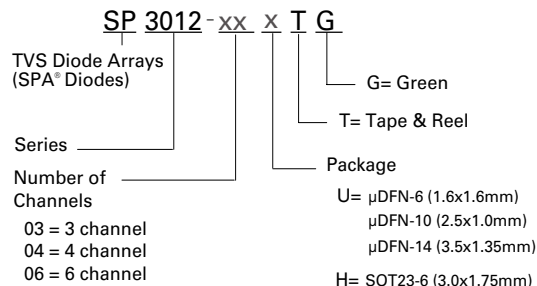 SP 3012-xx x T G
TVS Diode Arrays
(SPA® Diodes)
G= Green
T= Tape & Reel
Series
Package
Number of
Channels
U= µDFN-6 (1.6x1.6mm)
03 = 3 channel
µDFN-10 (2.5x1.0mm)
04 = 4 channel
µDFN-14 (3.5x1.35mm)
06 = 6 channel
H= SOT23-6 (3.0x1.75mm)